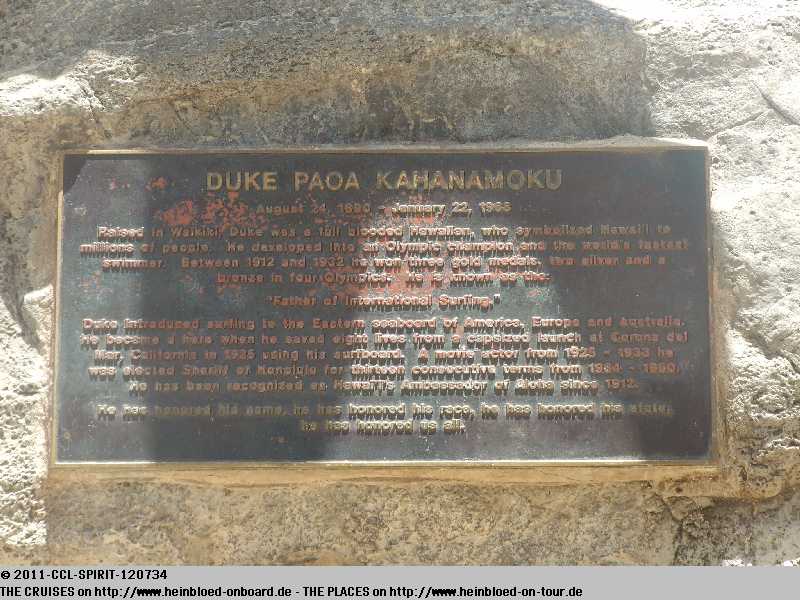 DUKE PAOA KAHANAMOKU
August 24, 1890 - January 22, 1968
Raised in Waikiki, Duke was a full blooded Hawaiian, who symbolized Hawai'i to
millions of people. He developed into an Olympic champion and the world's fastest
swimmer. Between 1912 and 1932 he won three gold medals, two silver and a
bronze in four Olympics. He is known as the
"Father of International Surfing."
Duke introduced surfing to the Eastern seaboard of America, Europe and Australia.
He became a hero when he saved eight lives from a capsized launch at Corona del
Mar, California in 1925 using his surfboard. A movie actor from 1925 - 1933 he
was elected Sheriff of Honolulu for thirteen consecutive terms from 1934 - 1960.
He has been recognized as Hawai'i's Ambassador of Aloha since 1912.
He has honored his name, he has honored his race, he has honored his state,
he has honored us all.
© 2011-CCL-SPIRIT-120734
THE CRUISES on http://www.heinbloed-onboard.de - THE PLACES on http://www.heinbloed-on-tour.de